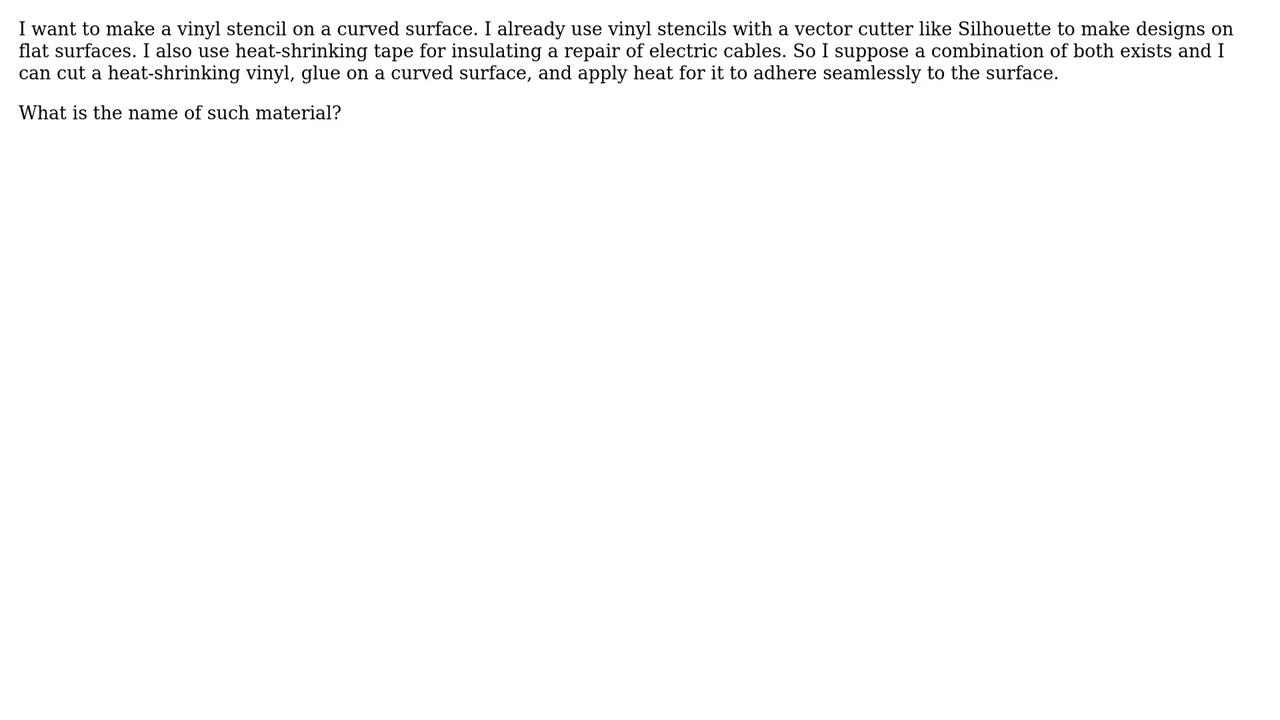 I want to make a vinyl stencil on a curved surface. I already use vinyl stencils with a vector cutter like Silhouette to make designs on
flat surfaces. I also use heat-shrinking tape for insulating a repair of electric cables. So I suppose a combination of both exists and I
can cut a heat-shrinking vinyl, glue on a curved surface, and apply heat for it to adhere seamlessly to the surface.
What is the name of such material?